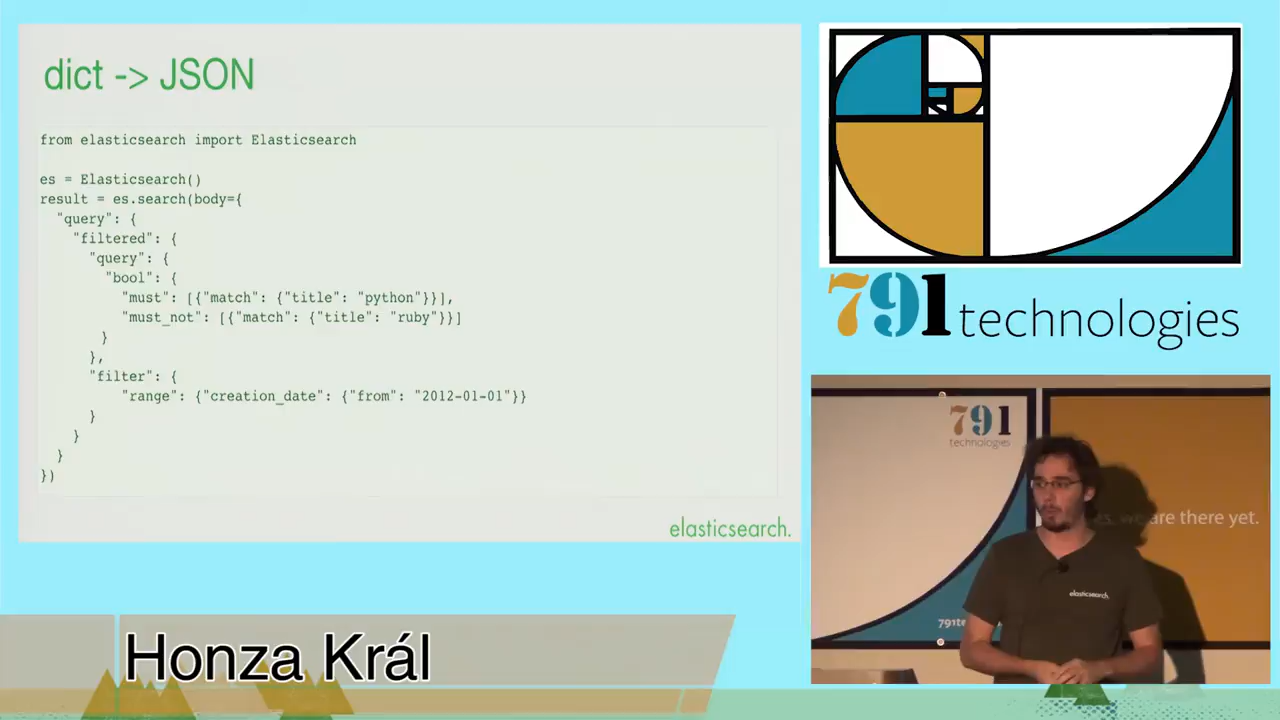 dict -> JSON
from elasticsearch import Elasticsearch
es = Elasticsearch()
result = es.search(body={
  "query": {
    "filtered": {
      "query": {
        "bool": {
          "must": [{"match": {"title": "python"}}],
          "must_not": [{"match": {"title": "ruby"}}]
        }
      },
      "filter": {
          "range": {"creation_date": {"from": "2012-01-01"}}
      }
    }
  }
})
elasticsearch.
791 technologies
791
technologies
are there yet.
elasticsearch.
Honza Král